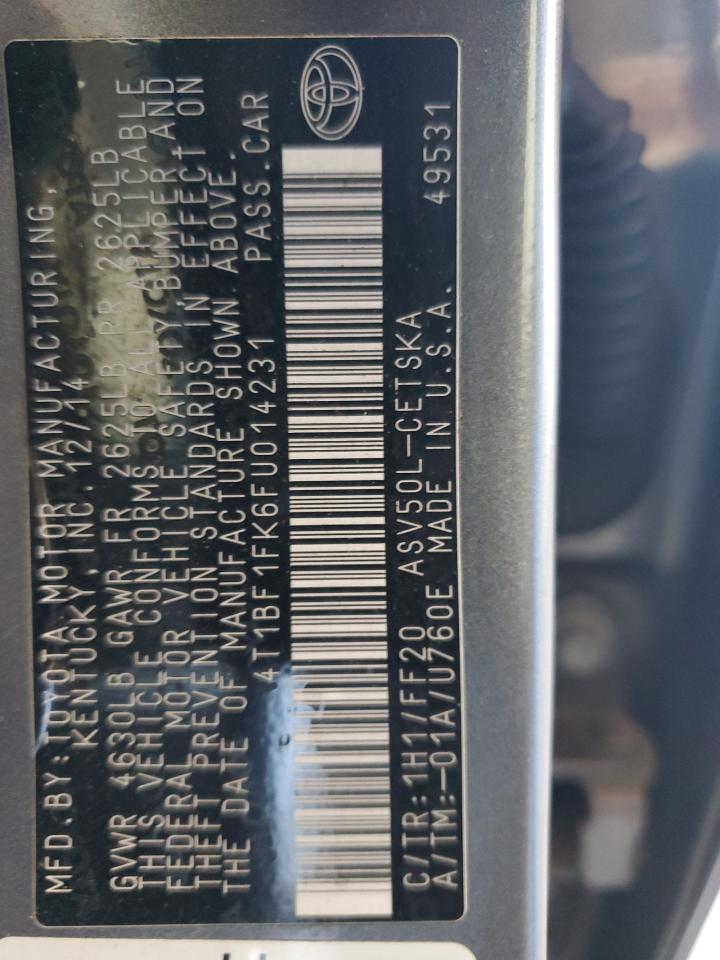 MFD.BY:TOYOTA MOTOR MANUFACTURING,
KENTUCKY,INC.12/14
GVWR 4630LB GAWR FR 2625LB RR 2625LB
THIS VEHICLE CONFORMS TO ALL APPLICABLE
FEDERAL MOTOR VEHICLE SAFETY,BUMPER,AND
THEFT PREVENTION STANDARDS IN EFFECT ON
THE DATE OF MANUFACTURE SHOWN ABOVE.
4T1BF1FK6FU014231 PASS.CAR
C
C/TR:1H1/FF20 ASV50L-CETSKA
A/TM:-01A/U760E MADE IN U.S.A. 49531